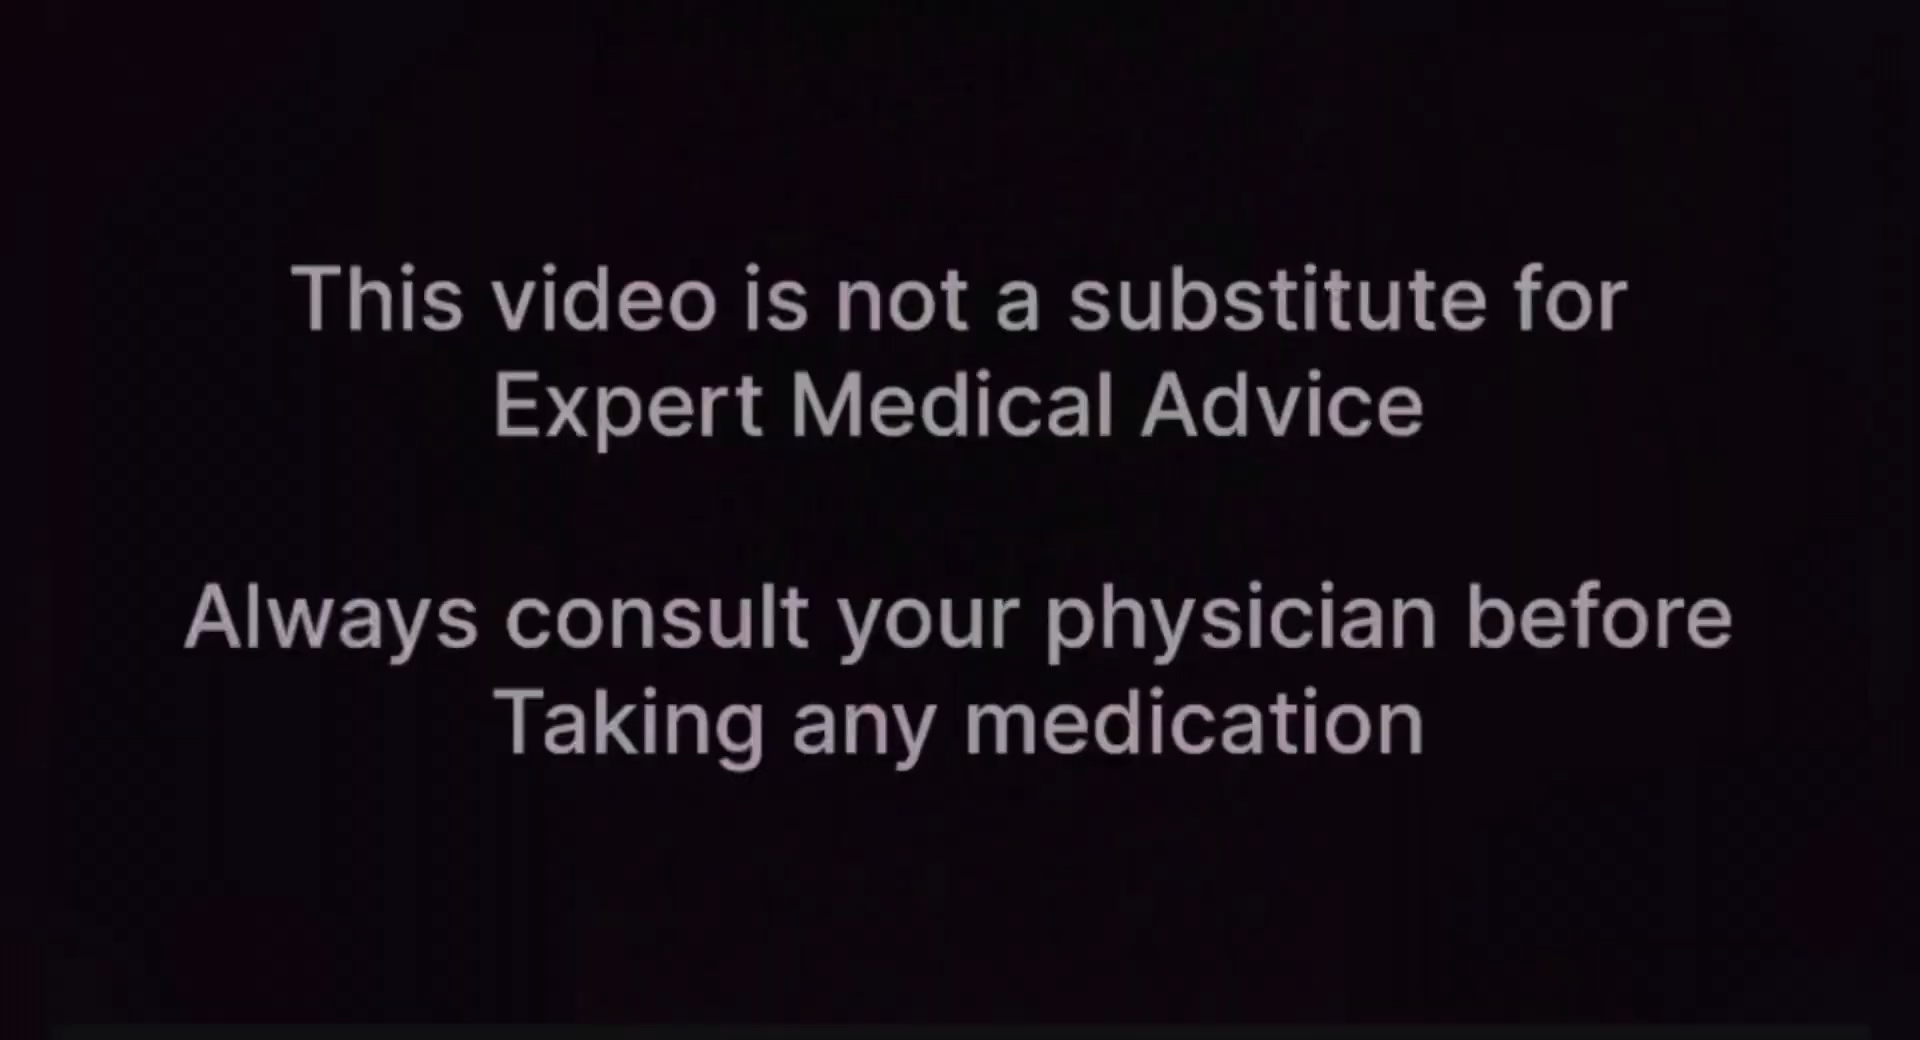 This video is not a substitute for
Expert Medical Advice
Always consult your physician before
Taking any medication